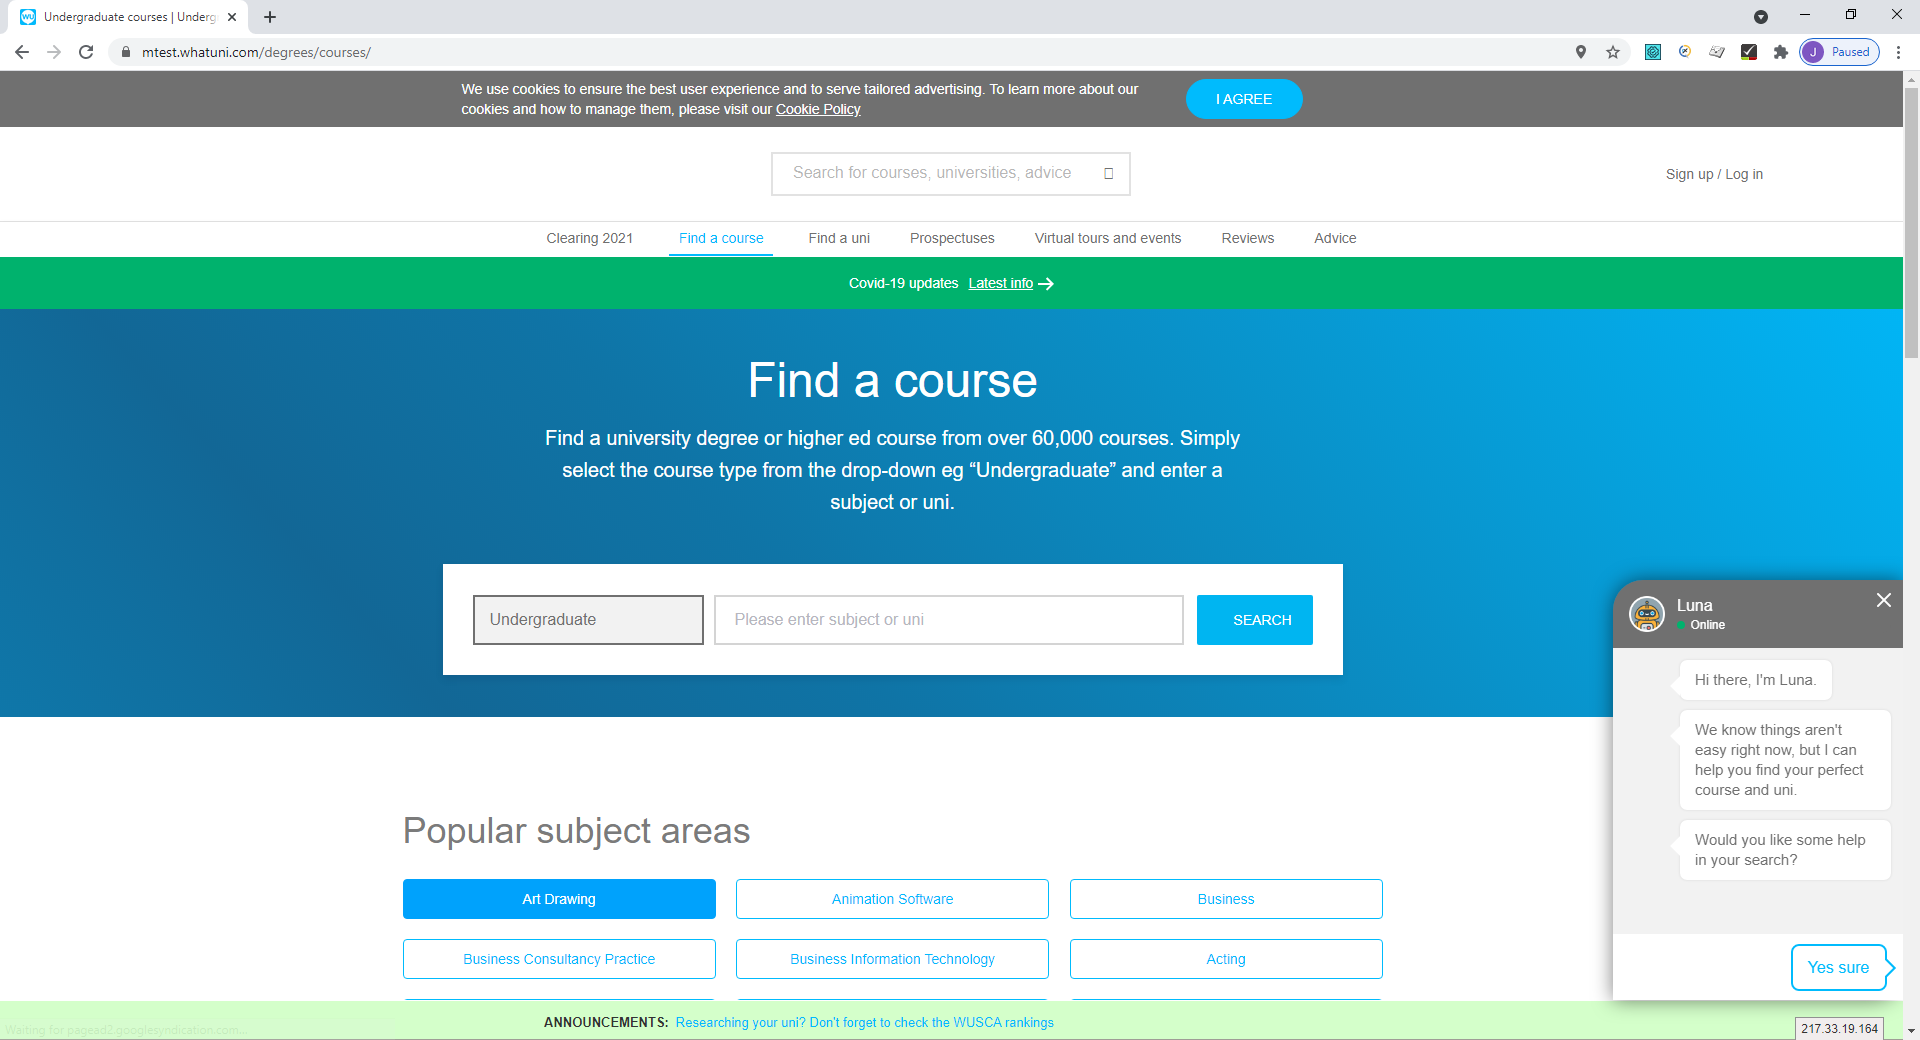 Undergraduate courses | Underg
mtest.whatuni.com/degrees/courses/
J Paused
We use cookies to ensure the best user experience and to serve tailored advertising. To learn more about our
cookies and how to manage them, please visit our Cookie Policy
I AGREE
Search for courses, universities, advice
Sign up / Log in
Clearing 2021 Find a course Find a uni Prospectuses Virtual tours and events Reviews Advice
Covid-19 updates Latest info
Find a course
Find a university degree or higher ed course from over 60,000 courses. Simply
select the course type from the drop-down eg “Undergraduate” and enter a
subject or uni.
Undergraduate Please enter subject or uni SEARCH
Luna
Online
Hi there, I'm Luna.
We know things aren't
easy right now, but I can
help you find your perfect
course and uni.
Would you like some help
in your search?
Yes sure
Popular subject areas
Art Drawing Animation Software Business
Business Consultancy Practice Business Information Technology Acting
ANNOUNCEMENTS: Researching your uni? Don't forget to check the WUSCA rankings
Waiting for pagead2.googlesyndication.com...
217.33.19.164